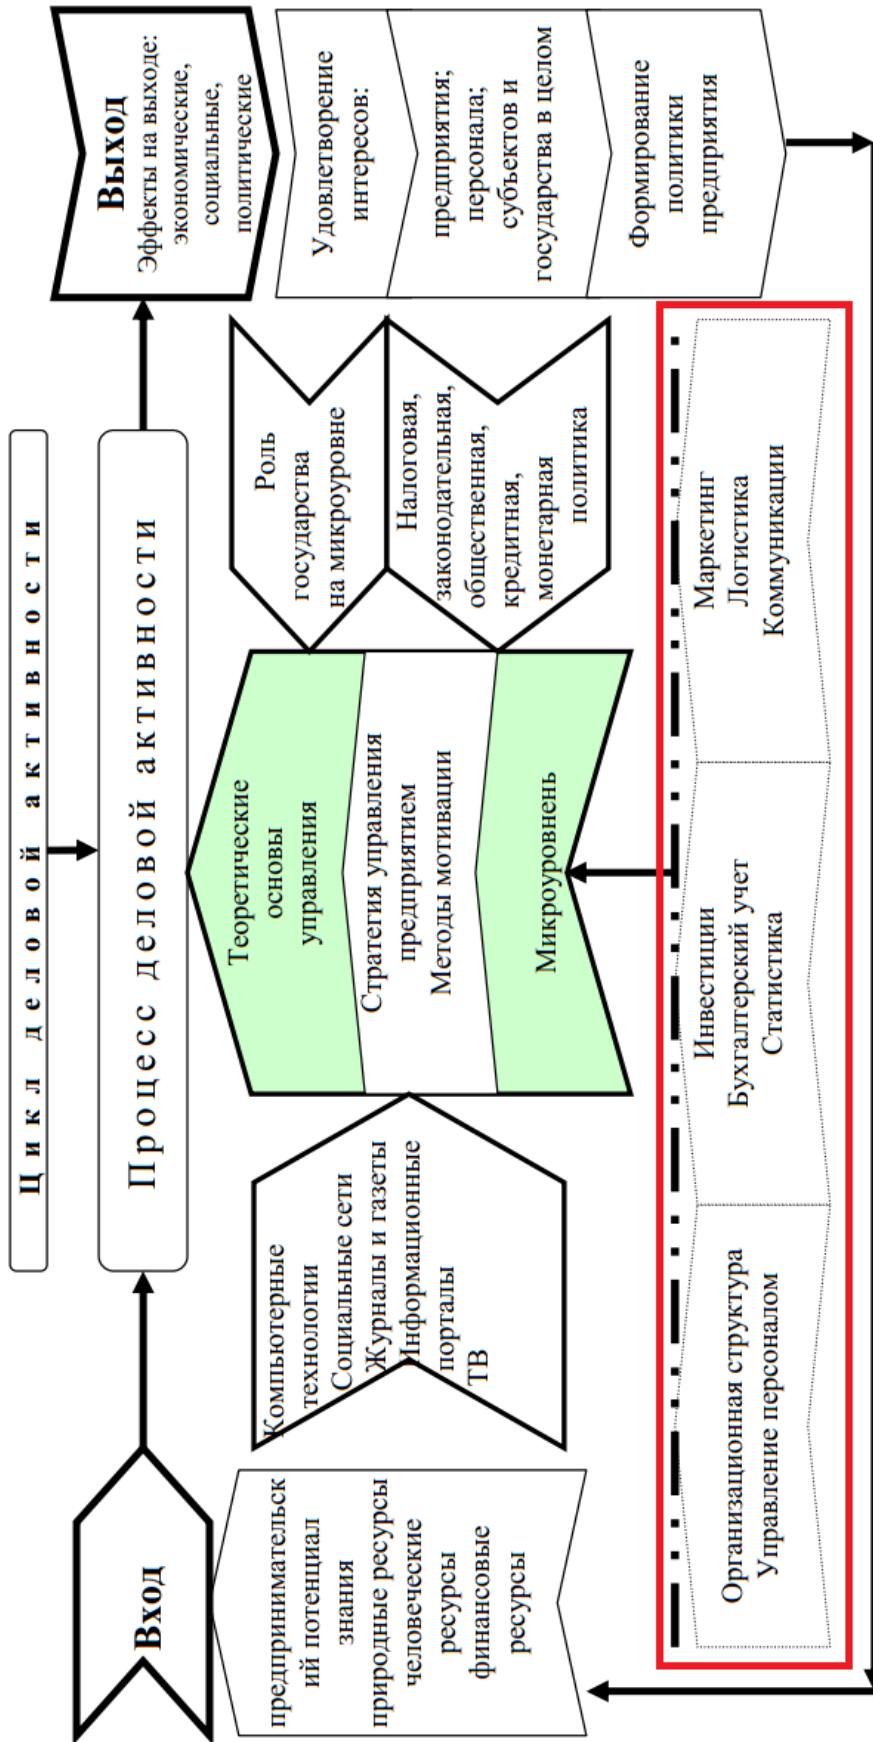 Цикл деловой активности
Процесс деловой активности
Вход
предпринимательск
ий потенциал
знания
природные ресурсы
человеческие
ресурсы
финансовые
ресурсы
Компьютерные
технологии
Социальные сети
Журналы и газеты
Информационные
порталы
ТВ
Теоретические
основы
управления
Стратегия управления
предприятием
Методы мотивации
Микроуровнень
Роль
государства
на микроуровне
Налоговая,
законодательная,
общественная,
кредитная,
монетарная
политика
Выход
Эффекты на выходе:
экономические,
социальные,
политические
Удовлетворение
интересов:
предприятия;
персонала;
субъектов и
государства в целом
Формирование
политики
предприятия
Организационная структура
Управление персоналом
Инвестиции
Бухгалтерский учет
Статистика
Маркетинг
Логистика
Коммуникации